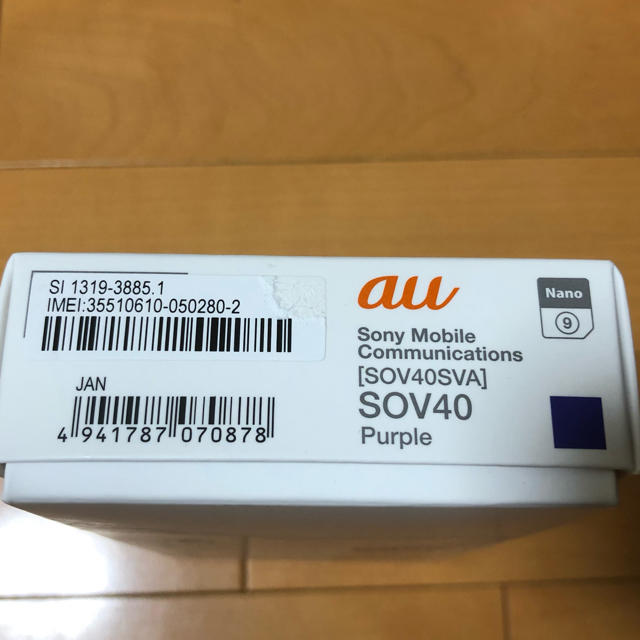 SI 1319-3885.1
IMEI:35510610-050280-2
JAN
4 941787 070878
au
Sony Mobile
Communications
[SOV40SVA]
SOV40
Purple
Nano
9